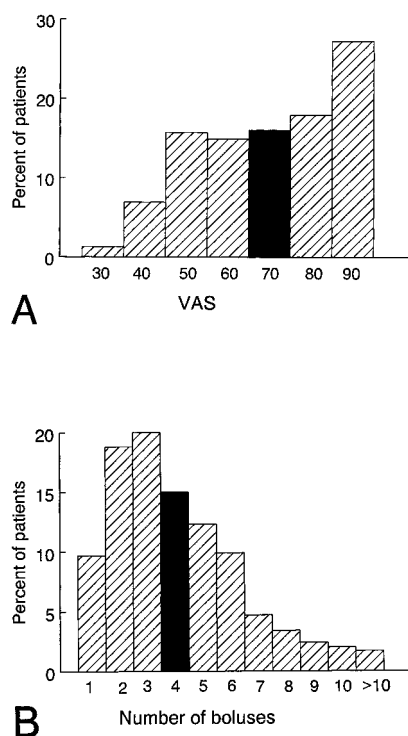 30
20
10
0
Percent of patients
30 40 50 60 70 80 90
VAS
A
20
15
10
5
0
Percent of patients
1 2 3 4 5 6 7 8 9 10 >10
Number of boluses
B